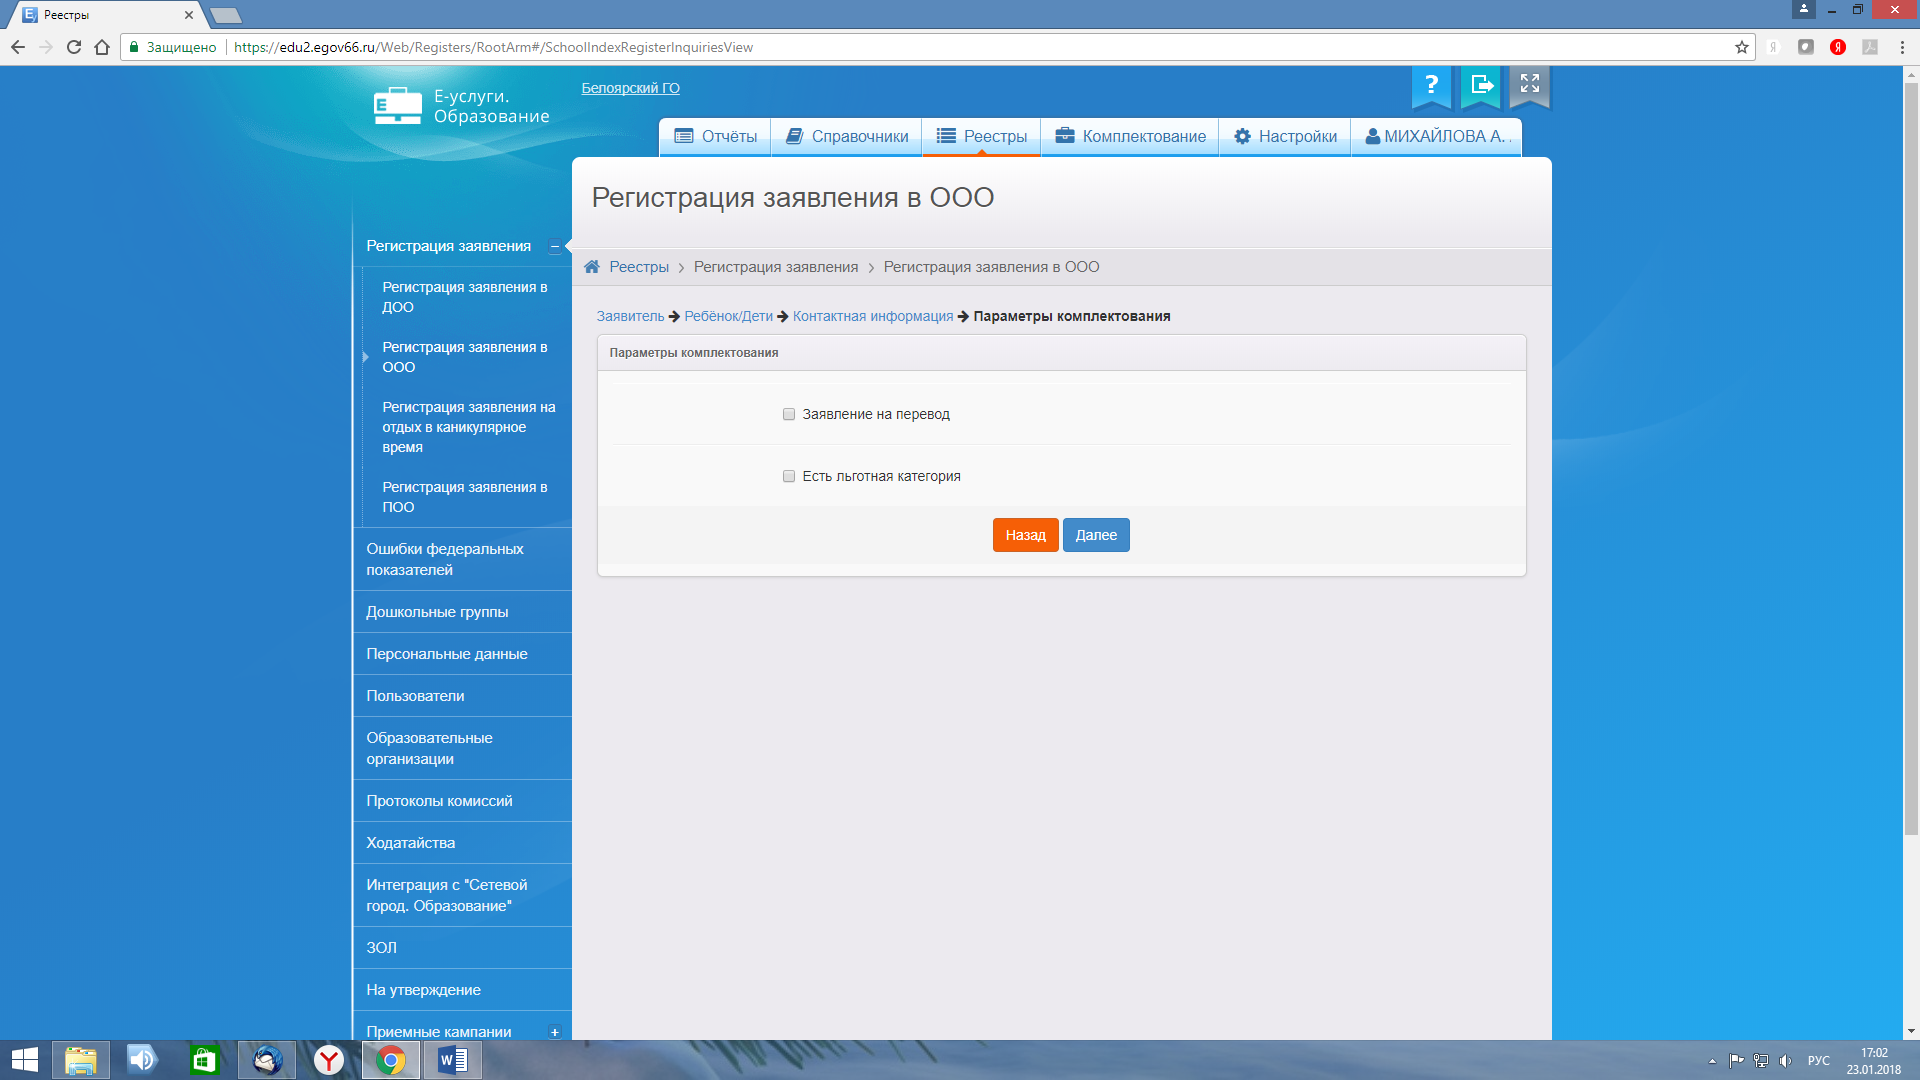 Реестры
Защищено
https://edu2.egov66.ru/Web/Registers/RootArm#/SchoolIndexRegisterInquiriesView
Е-услуги.
Образование
Белоярский ГО
?
Отчёты
Справочники
Реестры
Комплектование
Настройки
МИХАЙЛОВА А. .
Регистрация заявления в ООО
Реестры > Регистрация заявления > Регистрация заявления в ООО
Заявитель → Ребёнок/Дети → Контактная информация → Параметры комплектования
Параметры комплектования
Заявление на перевод
Есть льготная категория
Назад
Далее
Регистрация заявления
Регистрация заявления в
ДОО
Регистрация заявления в
ООО
Регистрация заявления на
отдых в каникулярное
время
Регистрация заявления в
ПОО
Ошибки федеральных
показателей
Дошкольные группы
Персональные данные
Пользователи
Образовательные
организации
Протоколы комиссий
Ходатайства
Интеграция с "Сетевой
город. Образование"
ЗОЛ
На утверждение
Приемные кампании
РУС
17:02
23.01.2018